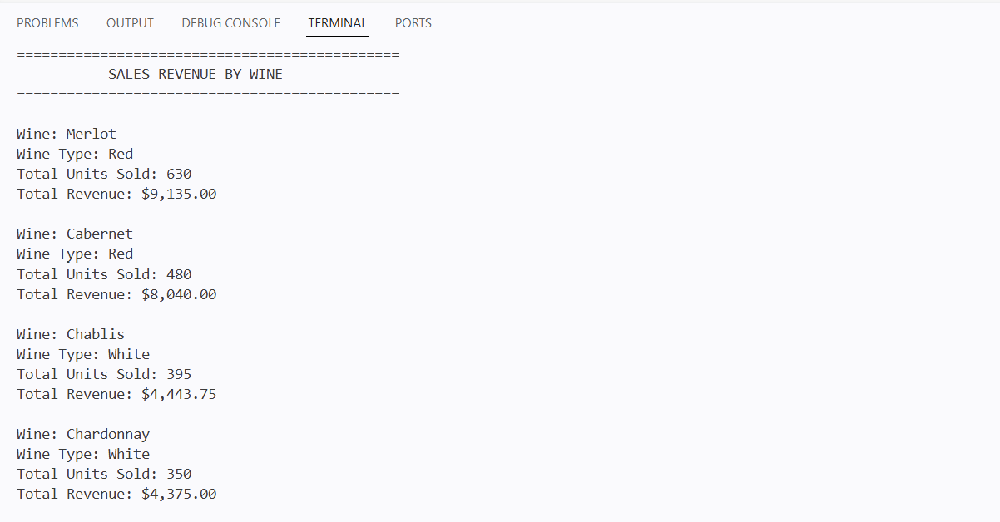 PROBLEMS OUTPUT DEBUG CONSOLE TERMINAL PORTS
==============================================
SALES REVENUE BY WINE
==============================================
Wine: Merlot
Wine Type: Red
Total Units Sold: 630
Total Revenue: $9,135.00
Wine: Cabernet
Wine Type: Red
Total Units Sold: 480
Total Revenue: $8,040.00
Wine: Chablis
Wine Type: White
Total Units Sold: 395
Total Revenue: $4,443.75
Wine: Chardonnay
Wine Type: White
Total Units Sold: 350
Total Revenue: $4,375.00